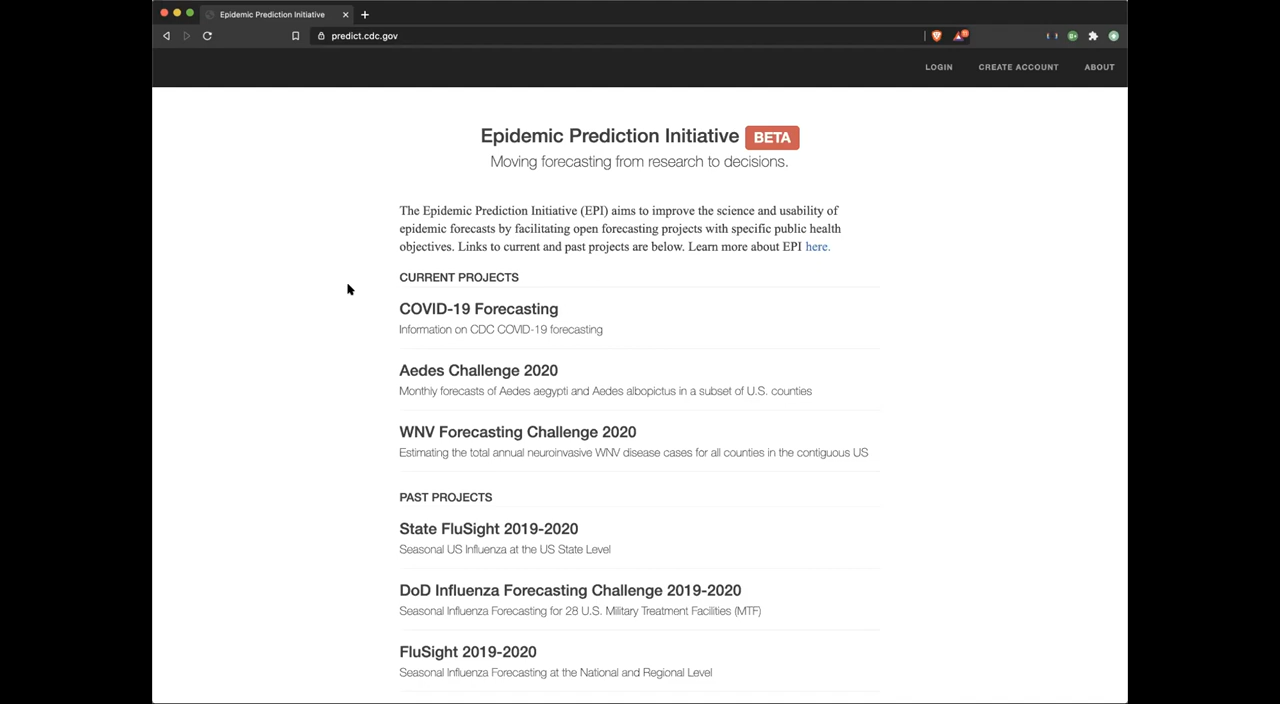 Epidemic Prediction Initiative
predict.cdc.gov
LOGIN CREATE ACCOUNT ABOUT
Epidemic Prediction Initiative BETA
Moving forecasting from research to decisions.
The Epidemic Prediction Initiative (EPI) aims to improve the science and usability of
epidemic forecasts by facilitating open forecasting projects with specific public health
objectives. Links to current and past projects are below. Learn more about EPI here.
CURRENT PROJECTS
COVID-19 Forecasting
Information on CDC COVID-19 forecasting
Aedes Challenge 2020
Monthly forecasts of Aedes aegypti and Aedes albopictus in a subset of U.S. counties
WNV Forecasting Challenge 2020
Estimating the total annual neuroinvasive WNV disease cases for all counties in the contiguous US
PAST PROJECTS
State FluSight 2019-2020
Seasonal US Influenza at the US State Level
DoD Influenza Forecasting Challenge 2019-2020
Seasonal Influenza Forecasting for 28 U.S. Military Treatment Facilities (MTF)
FluSight 2019-2020
Seasonal Influenza Forecasting at the National and Regional Level